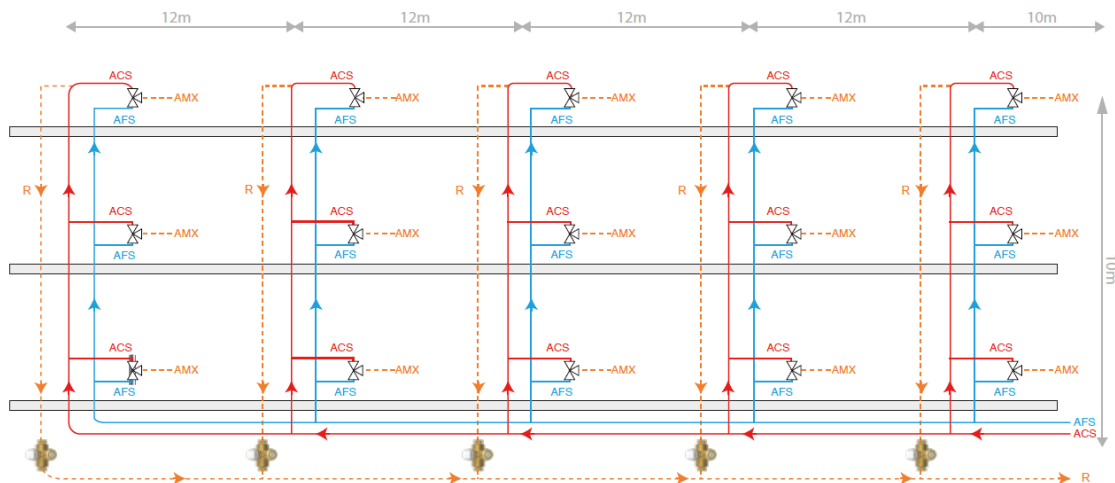 12m 12m 12m 12m 10m
ACS ACS ACS ACS ACS
AMX AMX AMX AMX AMX
AFS AFS AFS AFS AFS
R R R R R
ACS ACS ACS ACS ACS
AMX AMX AMX AMX AMX
AFS AFS AFS AFS AFS
10m
ACS ACS ACS ACS ACS
AMX AMX AMX AMX AMX
AFS AFS AFS AFS AFS
AFS
ACS
R